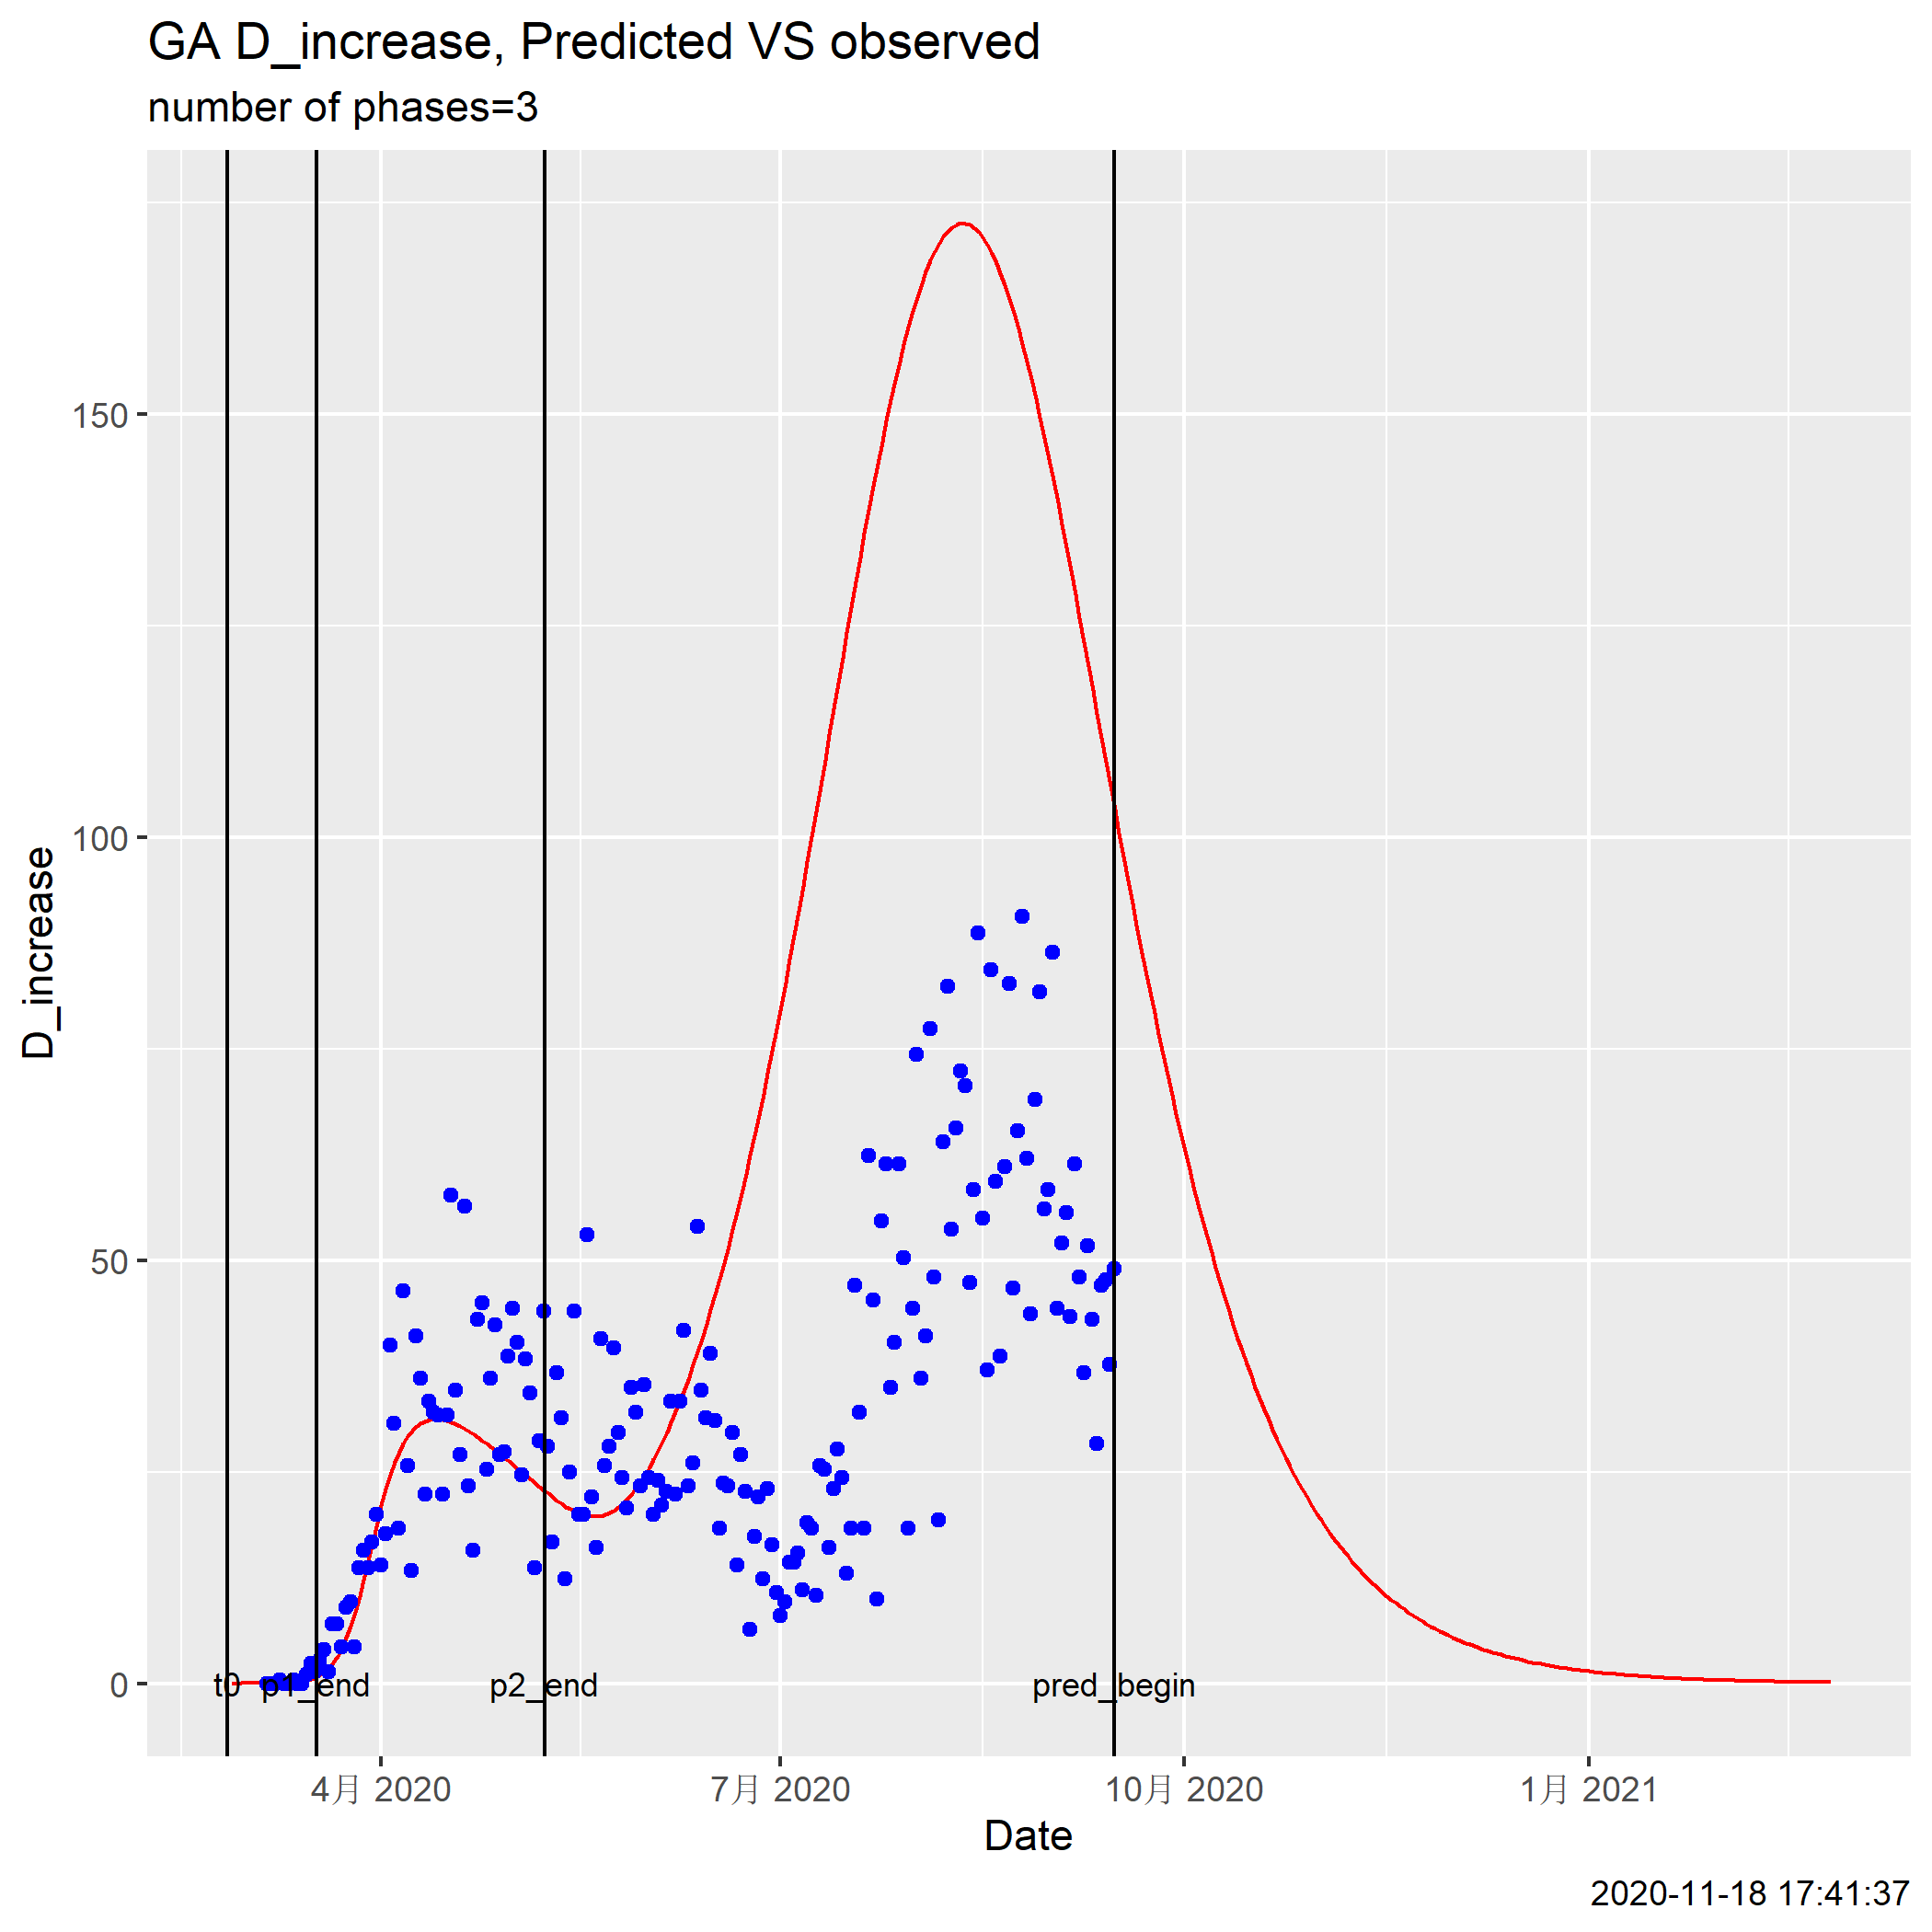 GA D_increase, Predicted VS observed
number of phases=3
D_increase
150
100
50
0
t0 p1_end p2_end pred_begin
4月 2020 7月 2020 10月 2020 1月 2021
Date
2020-11-18 17:41:37